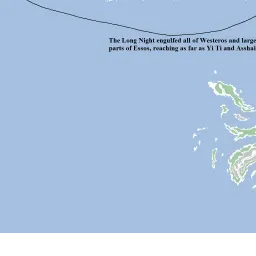 The Long Night engulfed all of Westeros and large
parts of Essos, reaching as far as Yi Ti and Asshai